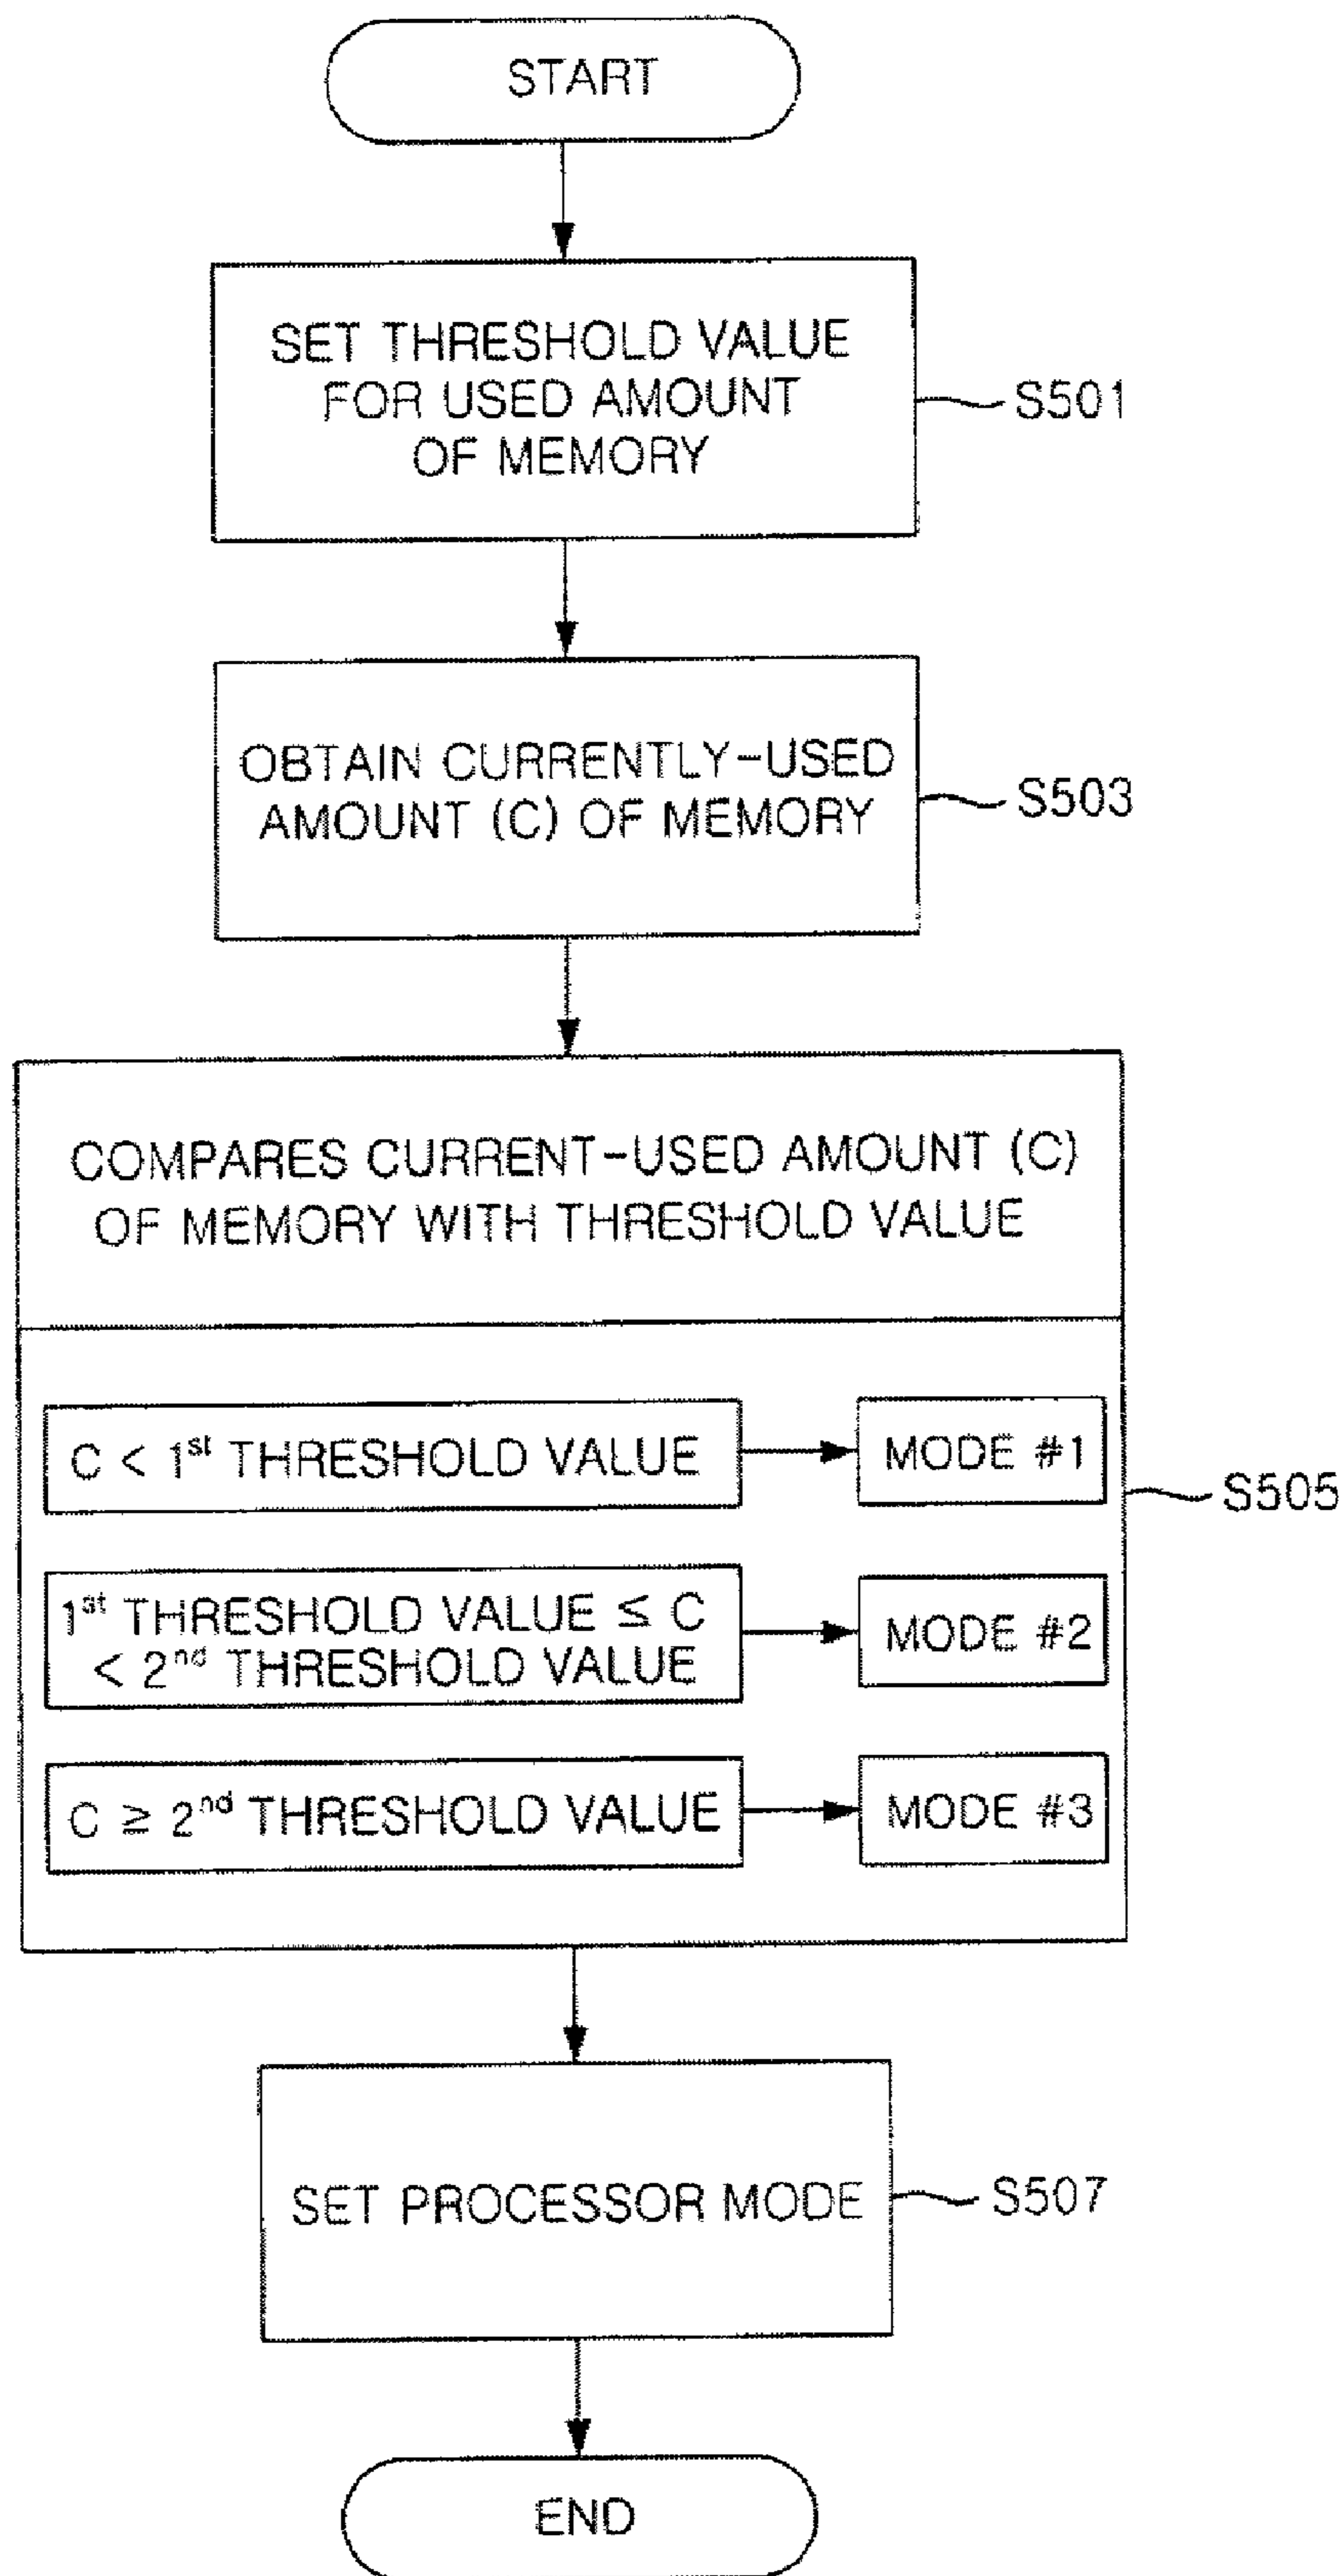 START
SET THRESHOLD VALUE
FOR USED AMOUNT
OF MEMORY
S501
OBTAIN CURRENTLY-USED
AMOUNT (C) OF MEMORY
S503
COMPARES CURRENT-USED AMOUNT (C)
OF MEMORY WITH THRESHOLD VALUE
C < 1st THRESHOLD VALUE
MODE #1
S505
1st THRESHOLD VALUE ≤ C
< 2nd THRESHOLD VALUE
MODE #2
C ≥ 2nd THRESHOLD VALUE
MODE #3
SET PROCESSOR MODE
S507
END